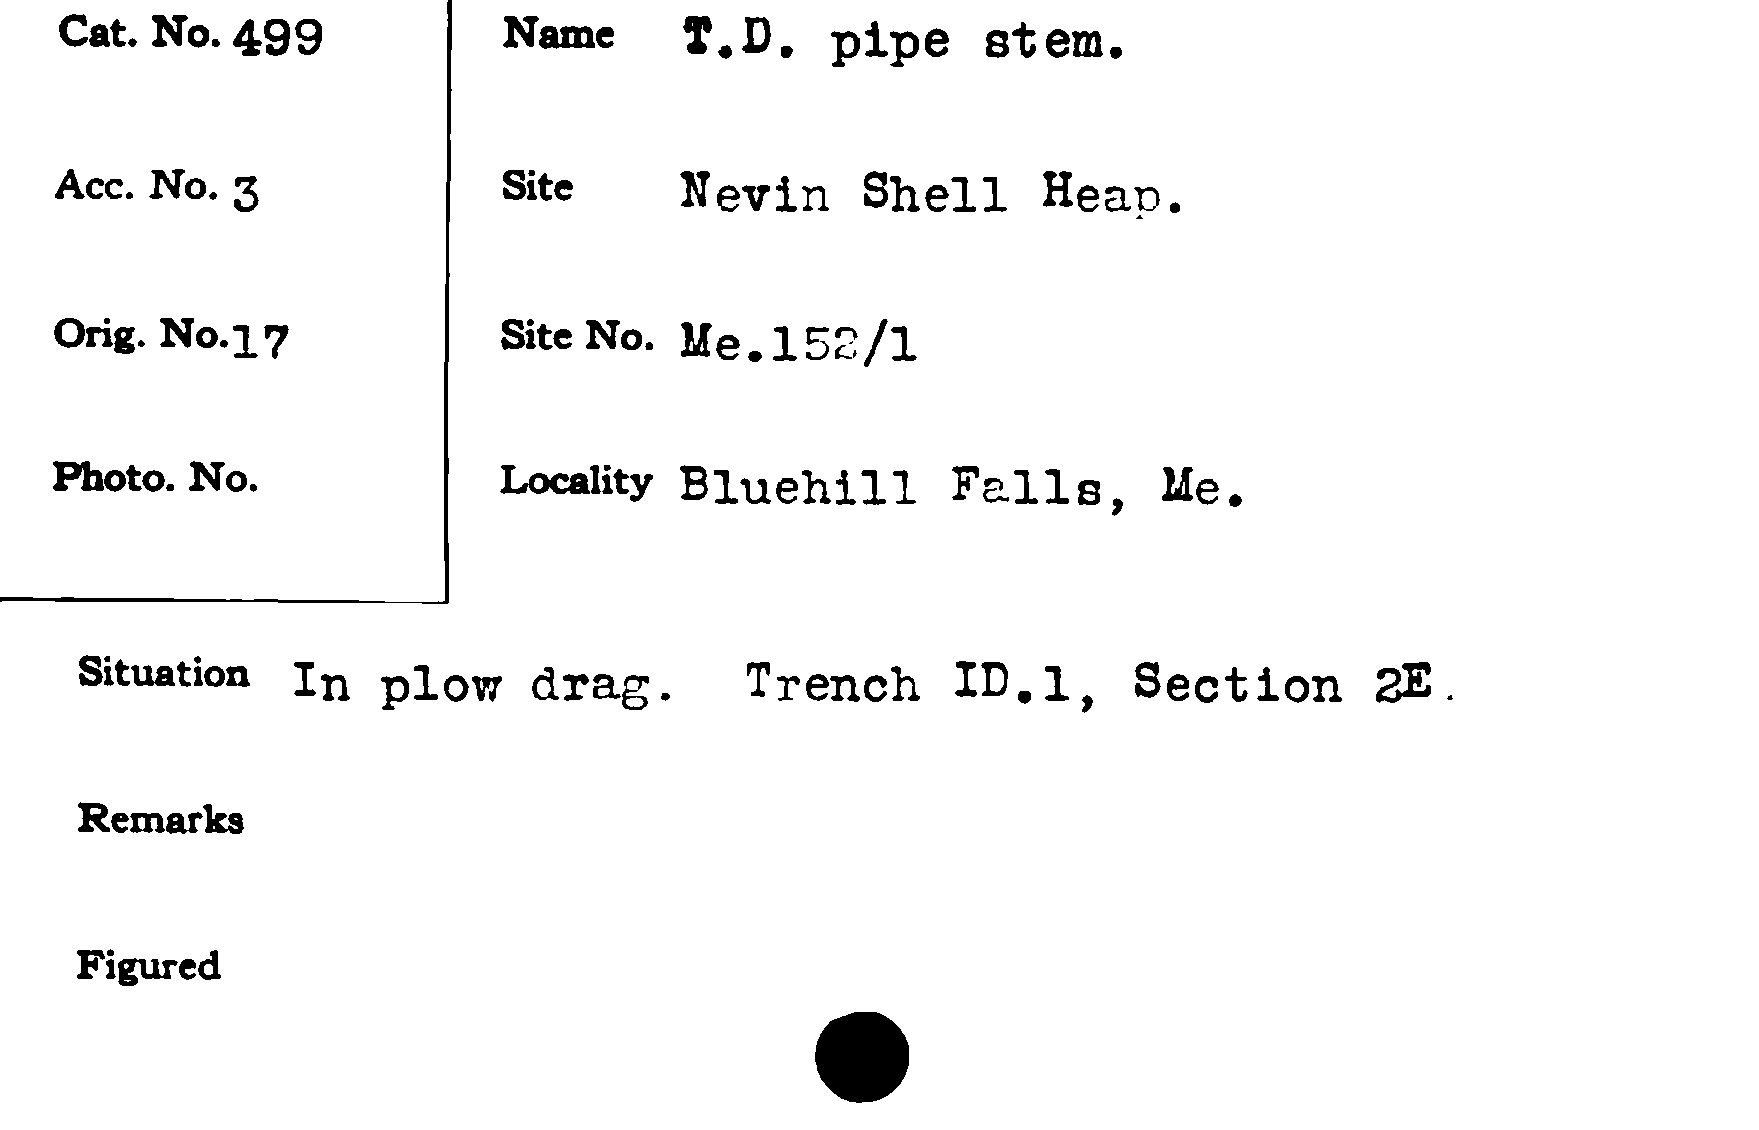 Cat. No. 499
Name T.D. pipe stem.
Acc. No. 3
Site Nevin Shell Heap.
Orig. No. 17
Site No. Me.152/1
Photo. No.
Locality Bluehill Falls, Me.
Situation In plow drag. Trench ID.1, Section 2E.
Remarks
Figured